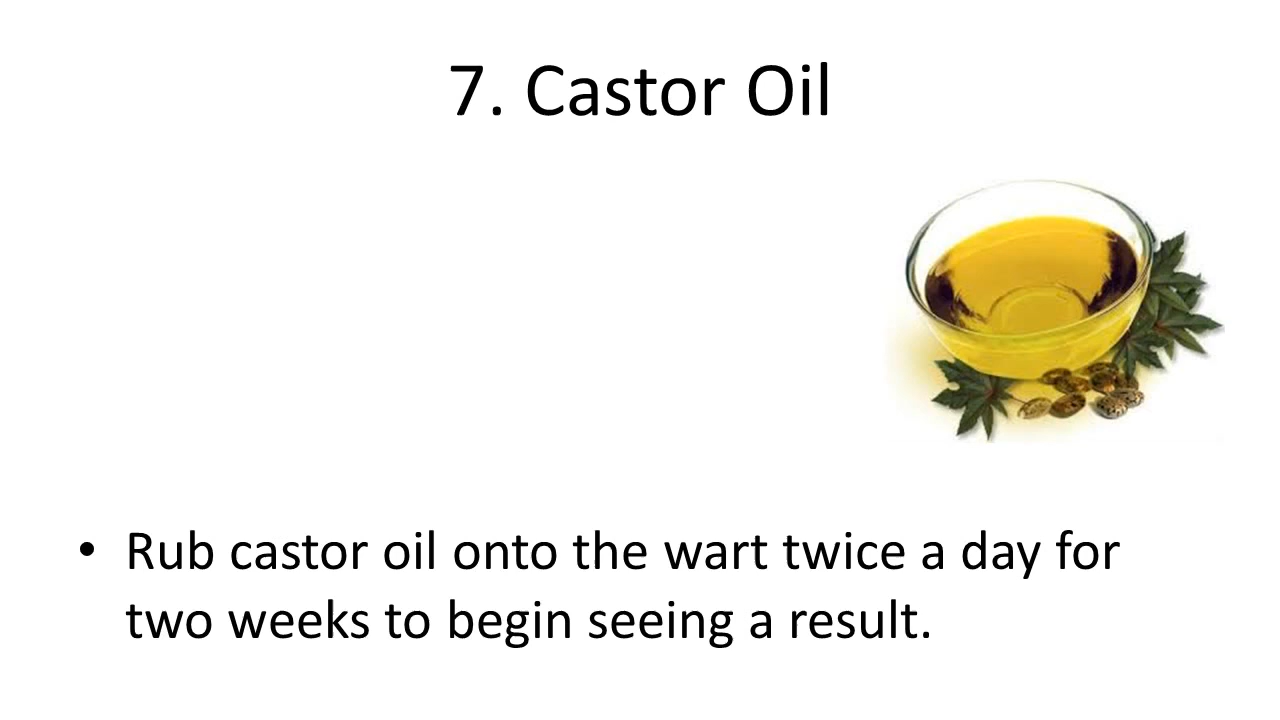 7. Castor Oil
• Rub castor oil onto the wart twice a day for
two weeks to begin seeing a result.